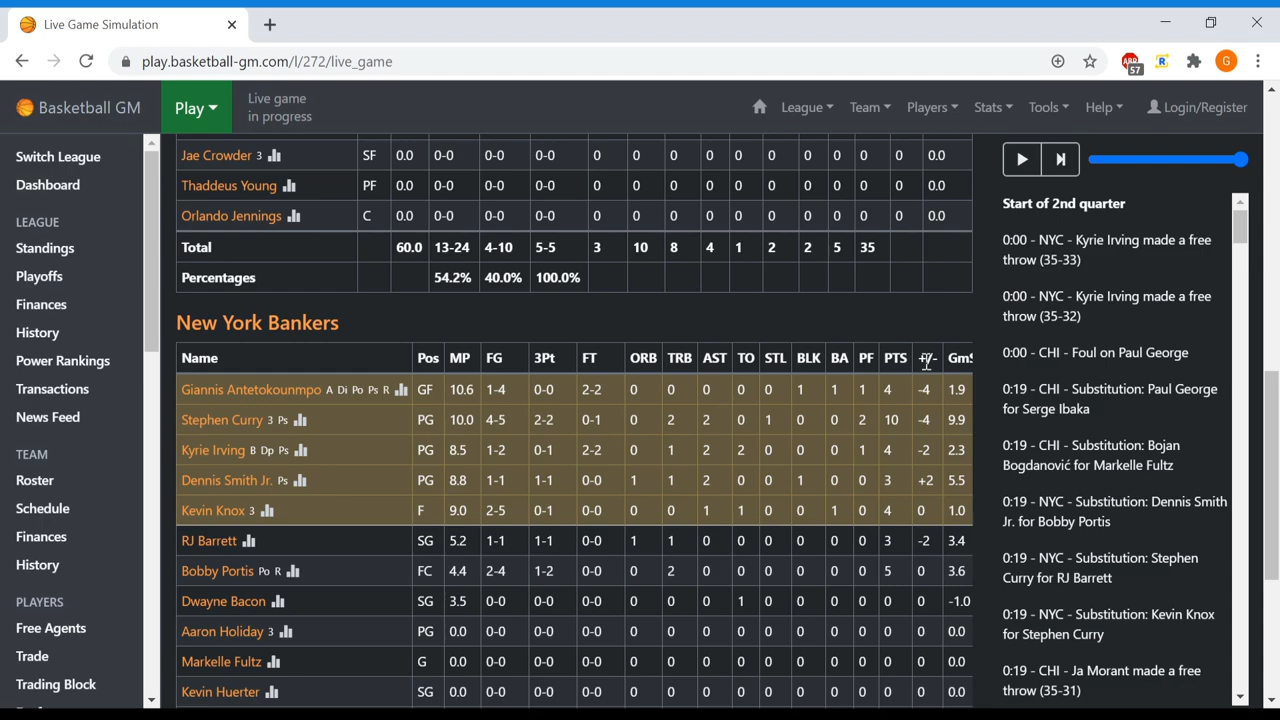 Live Game Simulation
play.basketball-gm.com/l/272/live_game
57
G
Basketball GM
Play
Live game
in progress
League
Team
Players
Stats
Tools
Help
Login/Register
Switch League
Dashboard
LEAGUE
Standings
Playoffs
Finances
History
Power Rankings
Transactions
News Feed
TEAM
Roster
Schedule
Finances
History
PLAYERS
Free Agents
Trade
Trading Block
Jae Crowder 3 SF 0.0 0-0 0-0 0-0 0 0 0 0 0 0 0 0 0 0 0.0
Thaddeus Young PF 0.0 0-0 0-0 0-0 0 0 0 0 0 0 0 0 0 0 0.0
Orlando Jennings C 0.0 0-0 0-0 0-0 0 0 0 0 0 0 0 0 0 0 0.0
Total 60.0 13-24 4-10 5-5 3 10 8 4 1 2 2 5 35
Percentages 54.2% 40.0% 100.0%
New York Bankers
Name Pos MP FG 3Pt FT ORB TRB AST TO STL BLK BA PF PTS +/- GmS
Giannis Antetokounmpo A Di Po Ps R GF 10.6 1-4 0-0 2-2 0 0 0 0 0 1 1 1 4 -4 1.9
Stephen Curry 3 Ps PG 10.0 4-5 2-2 0-1 0 2 2 0 1 0 0 2 10 -4 9.9
Kyrie Irving B Dp Ps PG 8.5 1-2 0-1 2-2 0 1 2 2 0 0 0 1 4 -2 2.3
Dennis Smith Jr. Ps PG 8.8 1-1 1-1 0-0 1 1 2 0 0 1 0 0 3 +2 5.5
Kevin Knox 3 F 9.0 2-5 0-1 0-0 0 0 1 1 0 0 1 0 4 0 1.0
RJ Barrett SG 5.2 1-1 1-1 0-0 1 1 0 0 0 0 0 0 3 -2 3.4
Bobby Portis Po R FC 4.4 2-4 1-2 0-0 0 2 0 0 0 0 0 0 5 0 3.6
Dwayne Bacon SG 3.5 0-0 0-0 0-0 0 0 0 1 0 0 0 0 0 0 -1.0
Aaron Holiday 3 PG 0.0 0-0 0-0 0-0 0 0 0 0 0 0 0 0 0 0 0.0
Markelle Fultz G 0.0 0-0 0-0 0-0 0 0 0 0 0 0 0 0 0 0 0.0
Kevin Huerter SG 0.0 0-0 0-0 0-0 0 0 0 0 0 0 0 0 0 0 0.0
Start of 2nd quarter
0:00 - NYC - Kyrie Irving made a free
throw (35-33)
0:00 - NYC - Kyrie Irving made a free
throw (35-32)
0:00 - CHI - Foul on Paul George
0:19 - CHI - Substitution: Paul George
for Serge Ibaka
0:19 - CHI - Substitution: Bojan
Bogdanović for Markelle Fultz
0:19 - NYC - Substitution: Dennis Smith
Jr. for Bobby Portis
0:19 - NYC - Substitution: Stephen
Curry for RJ Barrett
0:19 - NYC - Substitution: Kevin Knox
for Stephen Curry
0:19 - CHI - Ja Morant made a free
throw (35-31)